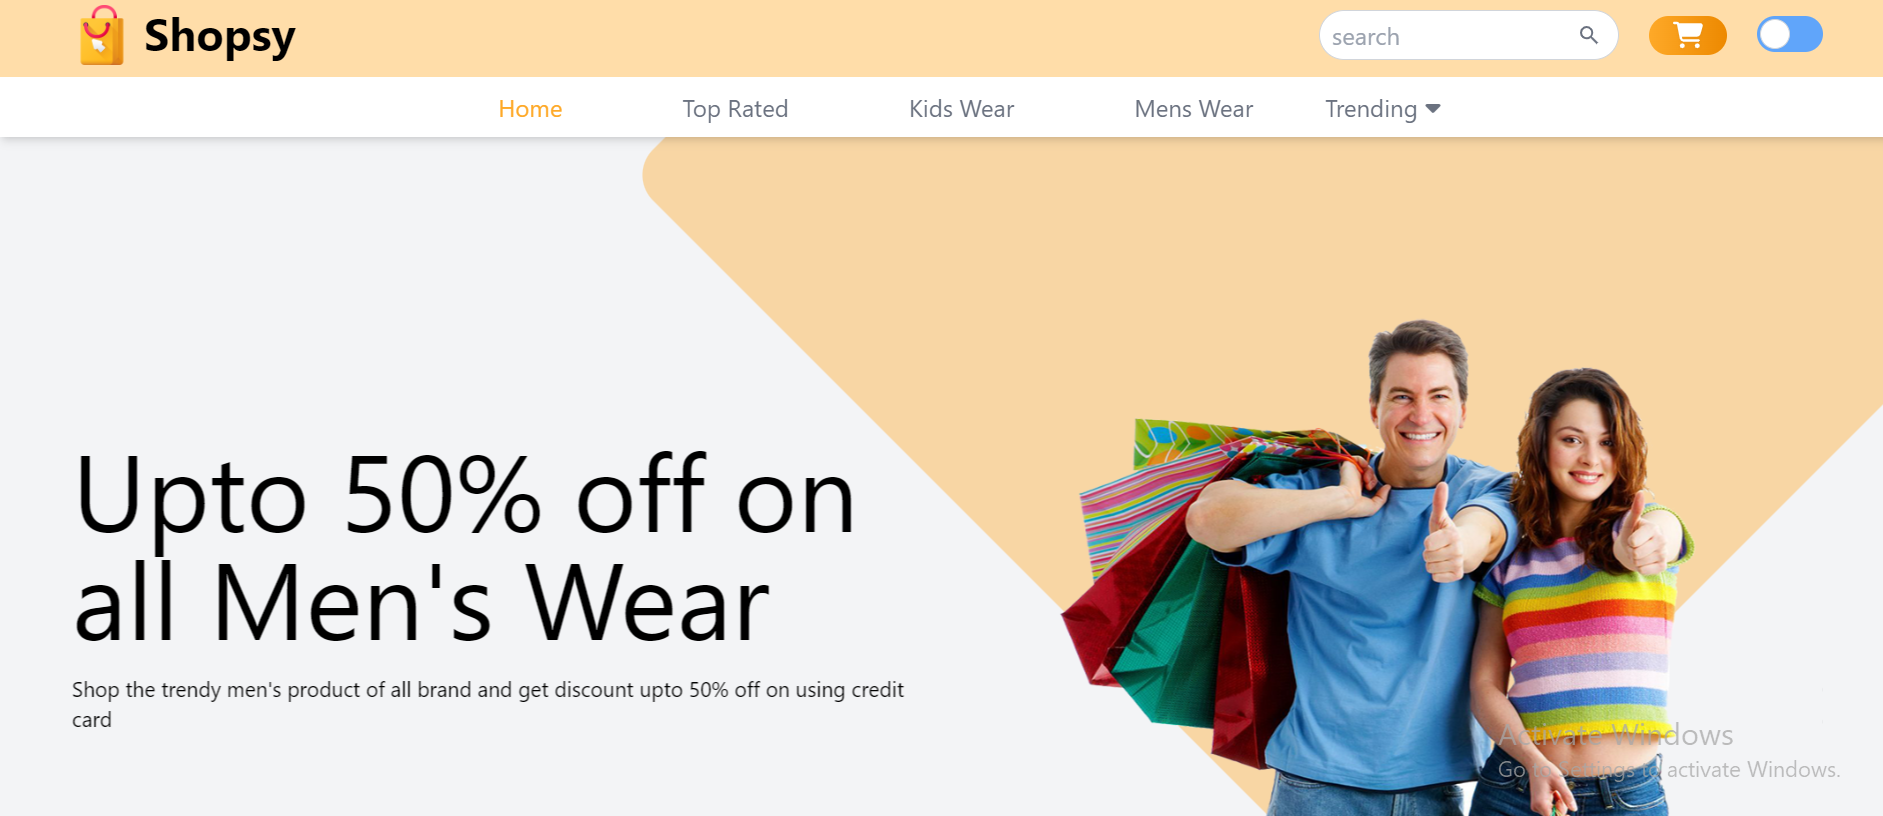 Shopsy
search
Home Top Rated Kids Wear Mens Wear Trending
Upto 50% off on
all Men's Wear
Shop the trendy men's product of all brand and get discount upto 50% off on using credit
card
Activate Windows
Go to Settings to activate Windows.